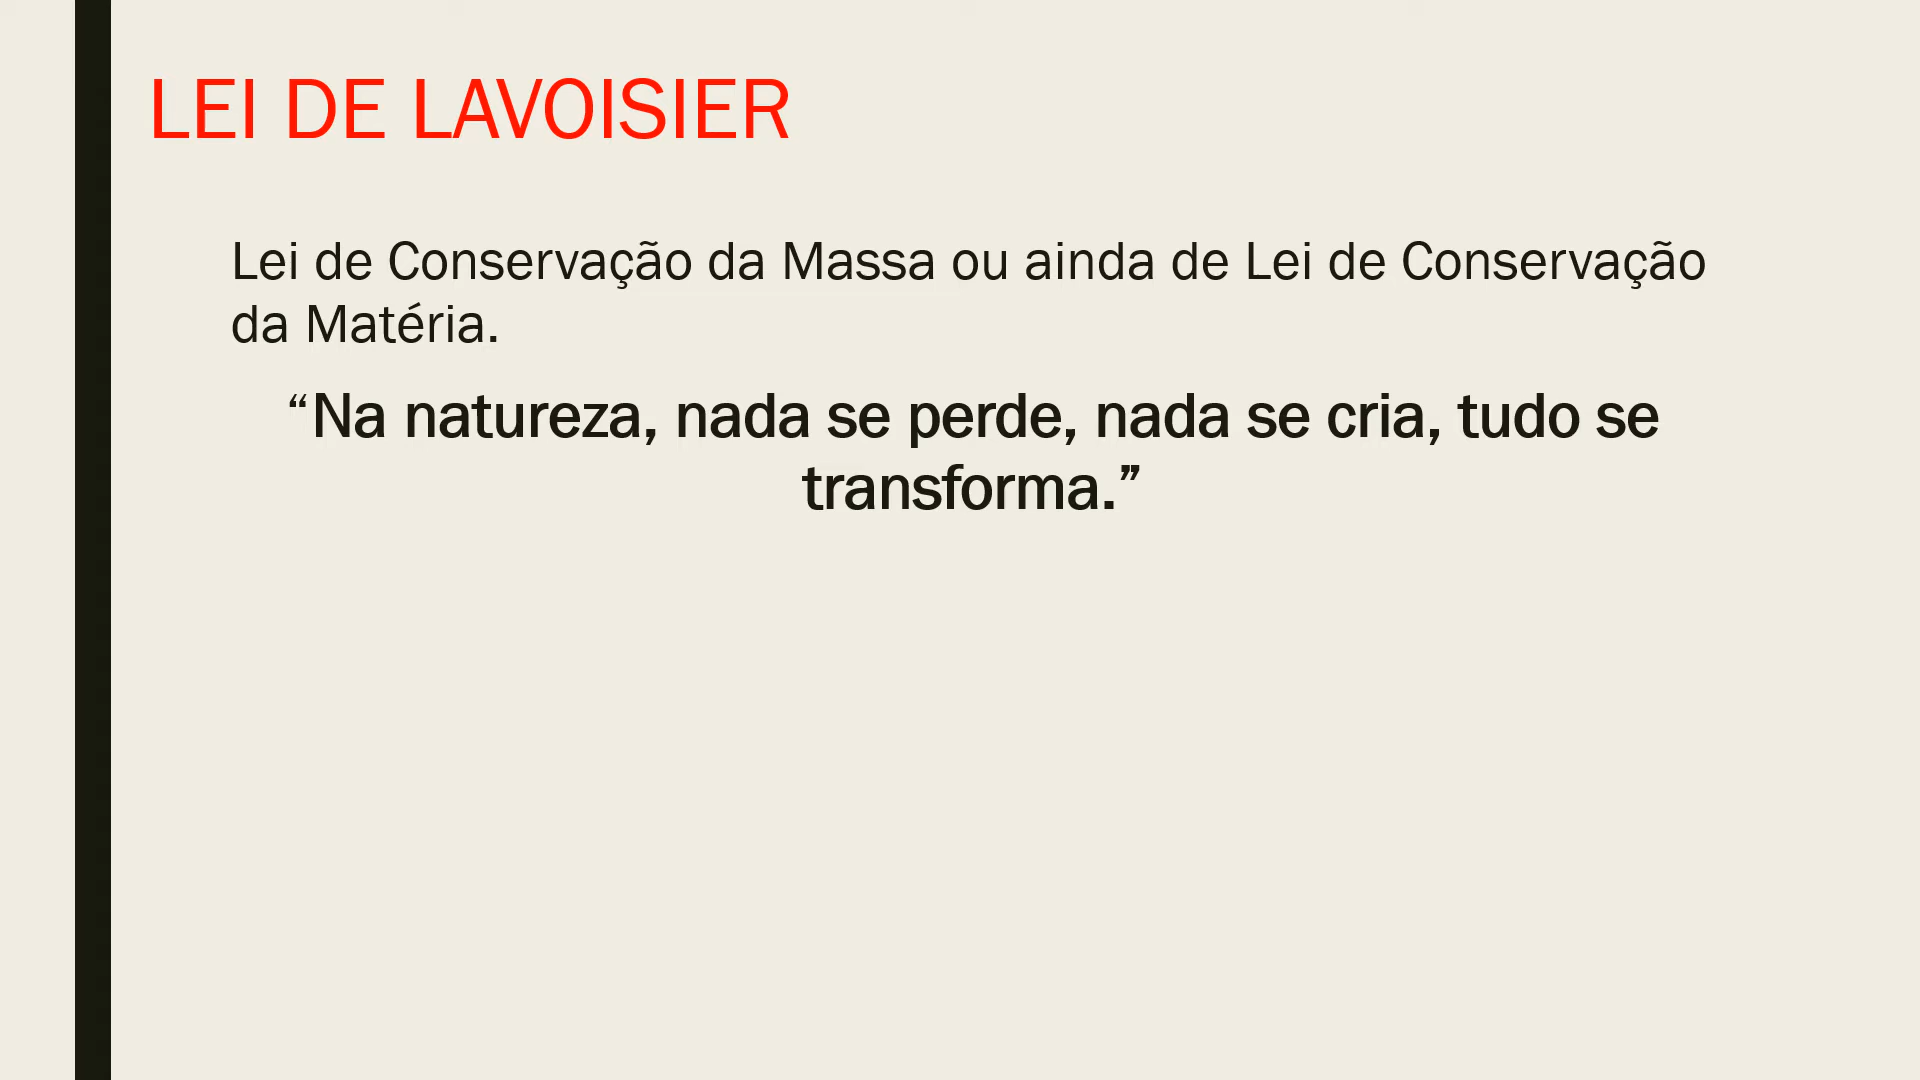 LEI DE LAVOISIER
Lei de Conservação da Massa ou ainda de Lei de Conservação
da Matéria.
“Na natureza, nada se perde, nada se cria, tudo se
transforma.”